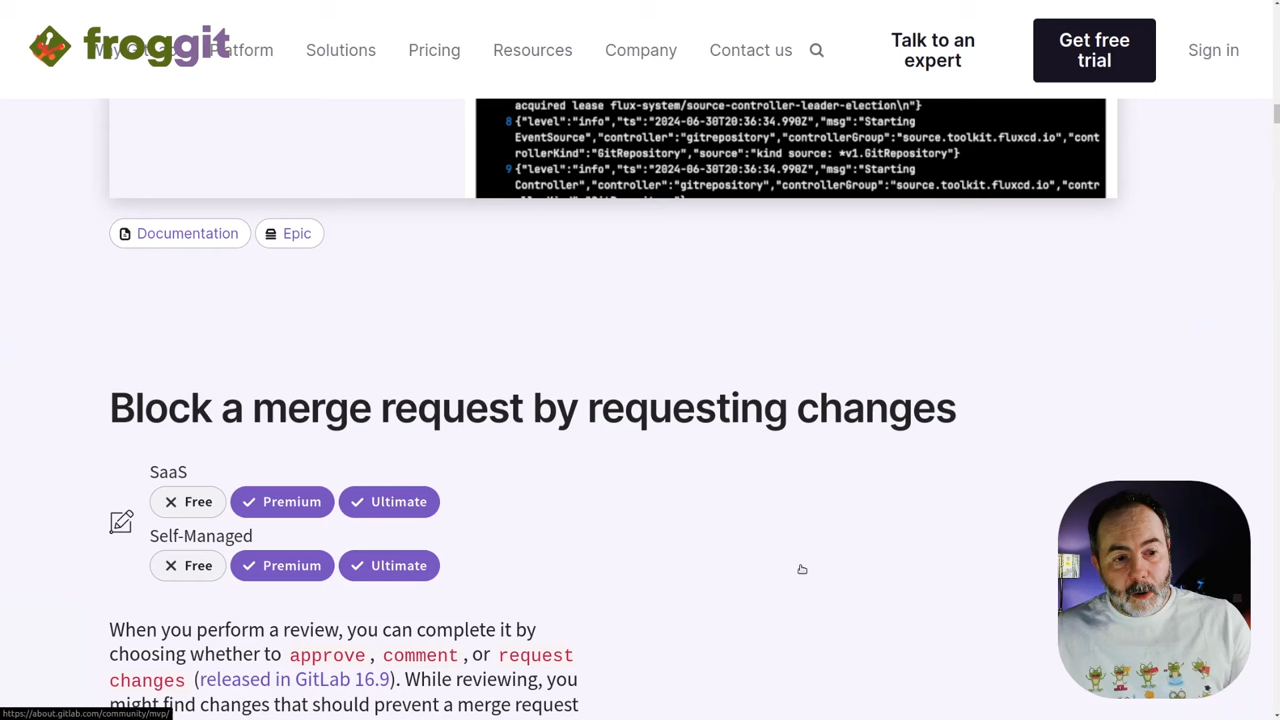 froggit
Platform
Solutions
Pricing
Resources
Company
Contact us
Talk to an
expert
Get free
trial
Sign in
acquired lease flux-system/source-controller-leader-election\n"}
8 {"level":"info","ts":"2024-06-30T20:36:34.990Z","msg":"Starting
EventSource","controller":"gitrepository","controllerGroup":"source.toolkit.fluxcd.io","cont
rollerKind":"GitRepository","source":"kind source: *v1.GitRepository"}
9 {"level":"info","ts":"2024-06-30T20:36:34.990Z","msg":"Starting
Controller","controller":"gitrepository","controllerGroup":"source.toolkit.fluxcd.io","contr
Documentation
Epic
Block a merge request by requesting changes
SaaS
Free
Premium
Ultimate
Self-Managed
Free
Premium
Ultimate
When you perform a review, you can complete it by
choosing whether to approve, comment, or request
changes (released in GitLab 16.9). While reviewing, you
might find changes that should prevent a merge request
https://about.gitlab.com/community/mvp/